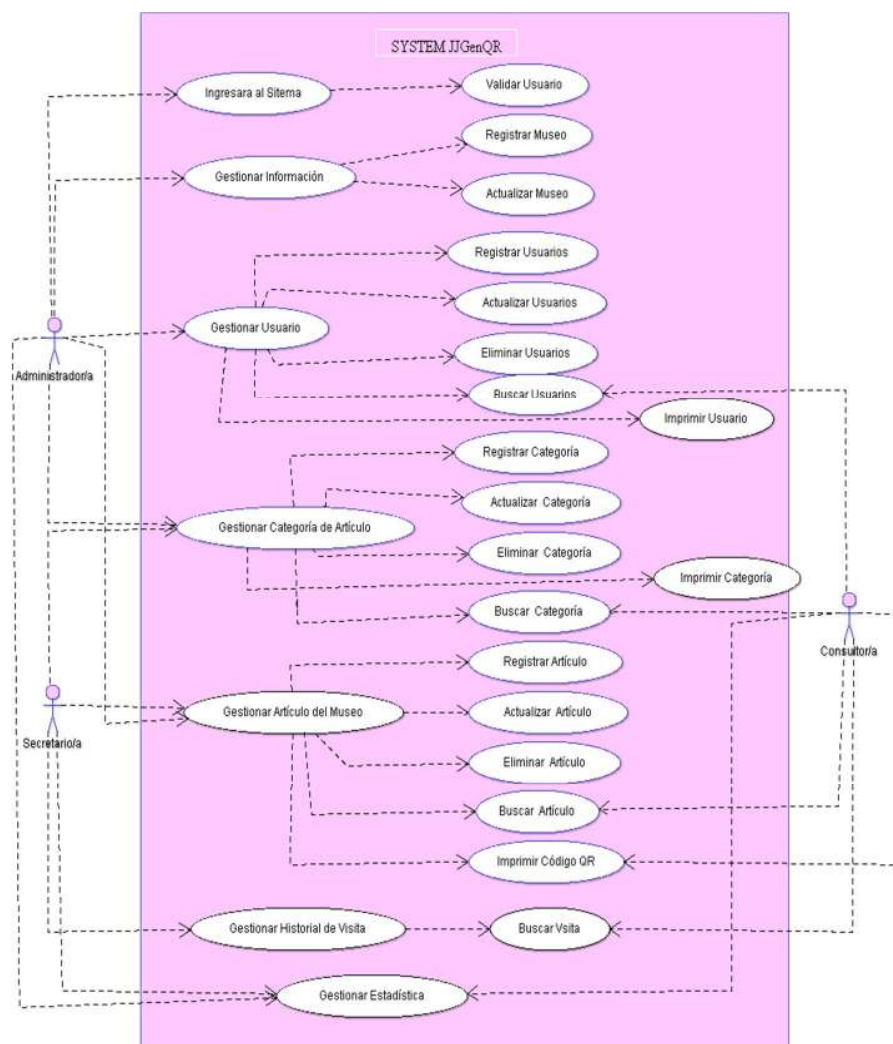 SYSTEM JJGenQR
Ingresara al Sitema
Validar Usuario
Registrar Museo
Gestionar Información
Actualizar Museo
Registrar Usuarios
Actualizar Usuarios
Gestionar Usuario
Eliminar Usuarios
Administrador/a
Buscar Usuarios
Imprimir Usuario
Registrar Categoría
Actualizar Categoría
Gestionar Categoría de Artículo
Eliminar Categoría
Imprimir Categoría
Buscar Categoría
Consultor/a
Registrar Artículo
Gestionar Artículo del Museo
Actualizar Artículo
Secretario/a
Eliminar Artículo
Buscar Artículo
Imprimir Código QR
Gestionar Historial de Visita
Buscar Vsita
Gestionar Estadística